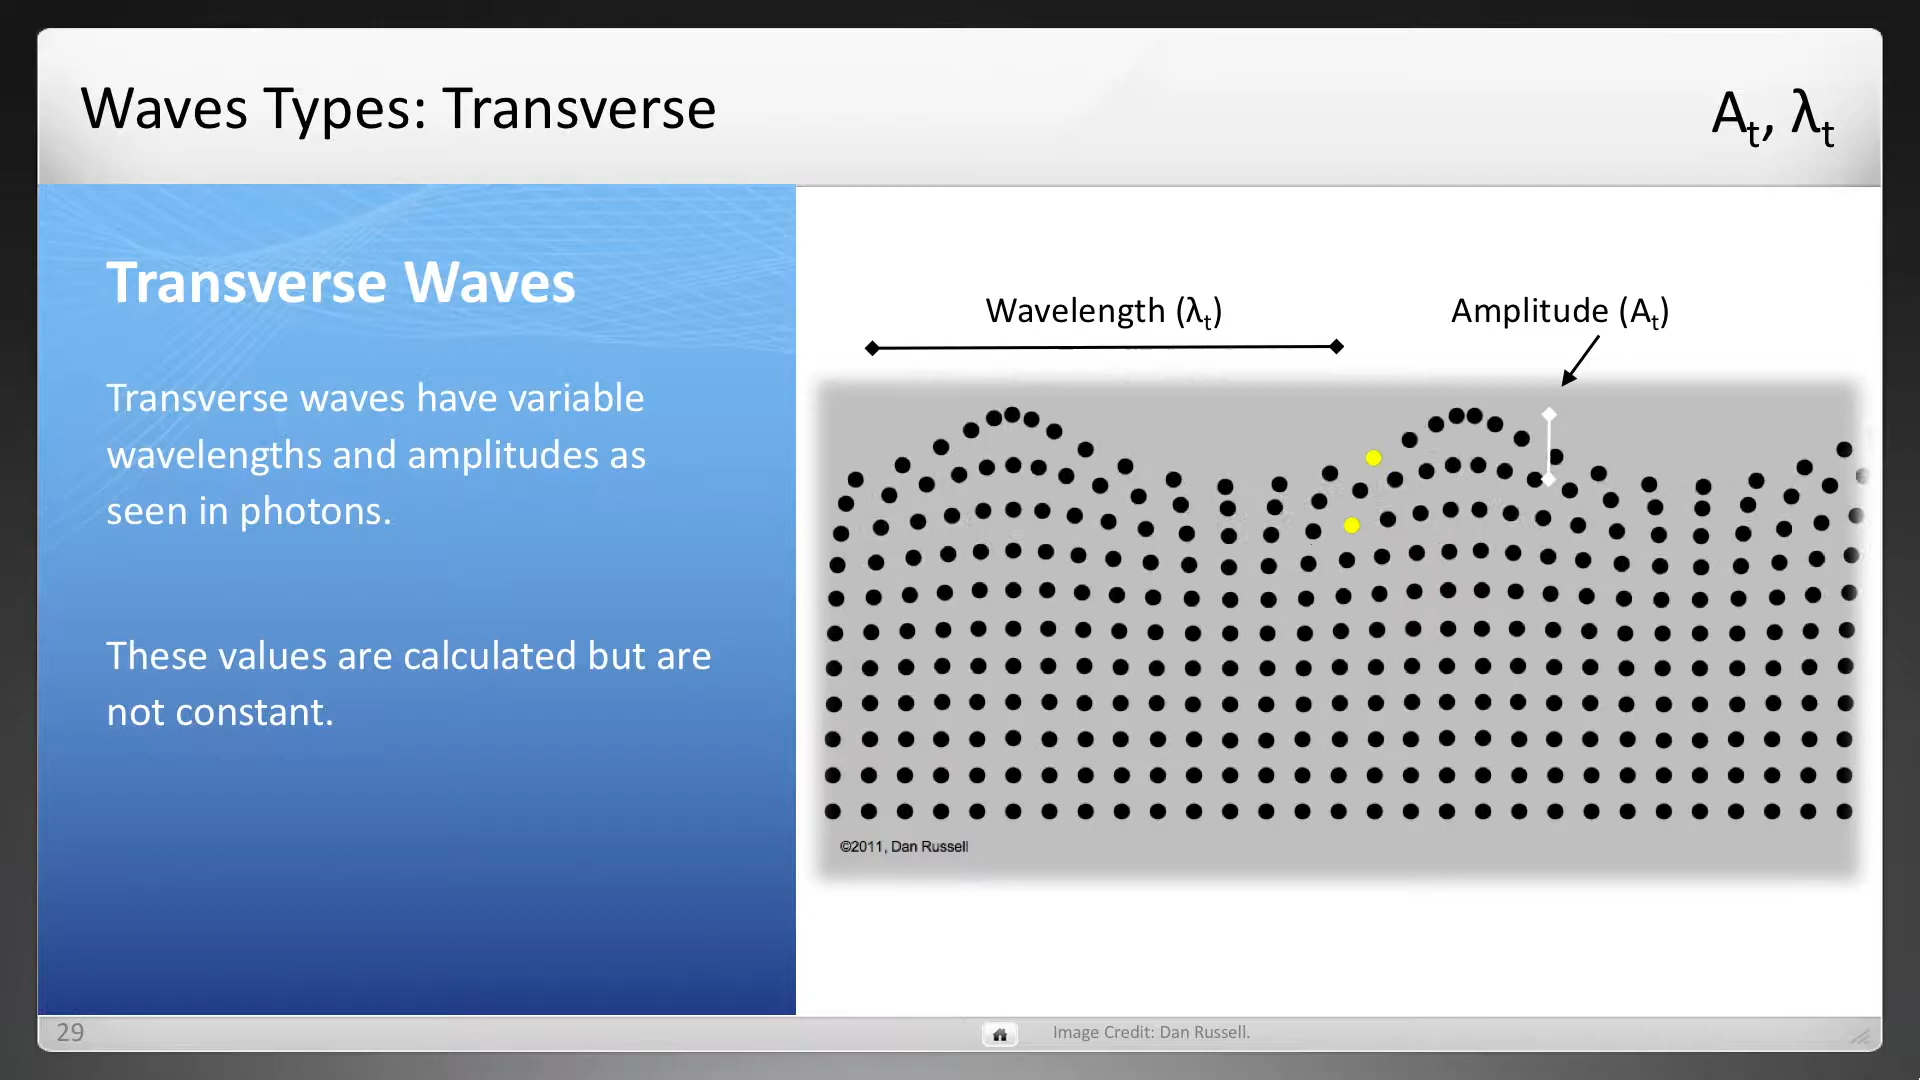 Waves Types: Transverse
Aₜ, λₜ
Transverse Waves
Transverse waves have variable
wavelengths and amplitudes as
seen in photons.
These values are calculated but are
not constant.
Wavelength (λₜ)
Amplitude (Aₜ)
©2011, Dan Russell
29
Image Credit: Dan Russell.